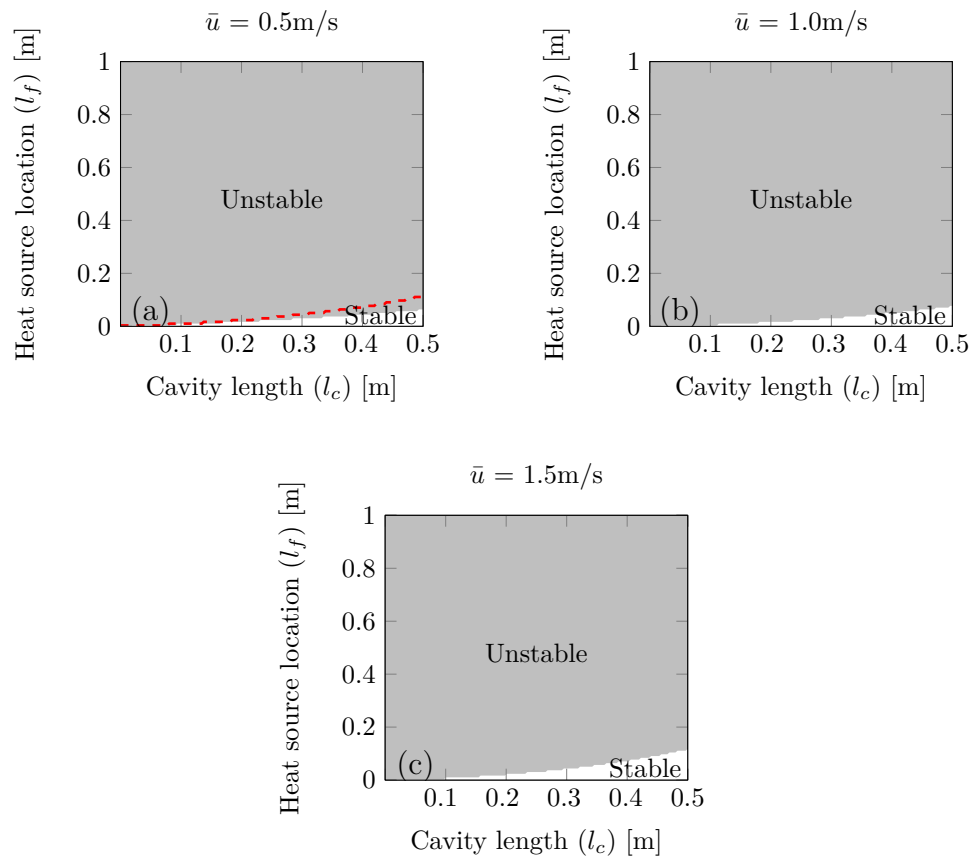 ū = 0.5m/s
Heat source location (l_f) [m]
1
0.8
0.6
0.4
0.2
0
Unstable
(a)
Stable
0.1 0.2 0.3 0.4 0.5
Cavity length (l_c) [m]
ū = 1.0m/s
Heat source location (l_f) [m]
1
0.8
0.6
0.4
0.2
0
Unstable
(b)
Stable
0.1 0.2 0.3 0.4 0.5
Cavity length (l_c) [m]
ū = 1.5m/s
Heat source location (l_f) [m]
1
0.8
0.6
0.4
0.2
0
Unstable
(c)
Stable
0.1 0.2 0.3 0.4 0.5
Cavity length (l_c) [m]